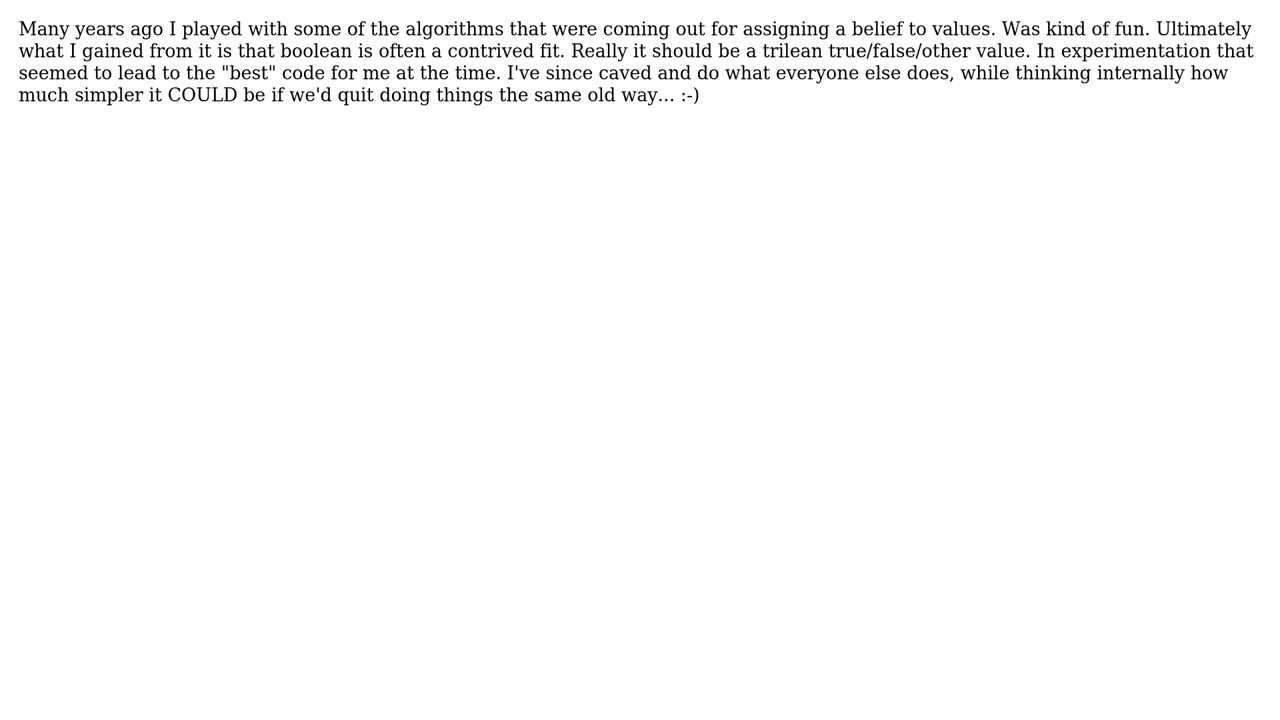 Many years ago I played with some of the algorithms that were coming out for assigning a belief to values. Was kind of fun. Ultimately
what I gained from it is that boolean is often a contrived fit. Really it should be a trilean true/false/other value. In experimentation that
seemed to lead to the "best" code for me at the time. I've since caved and do what everyone else does, while thinking internally how
much simpler it COULD be if we'd quit doing things the same old way... :-)